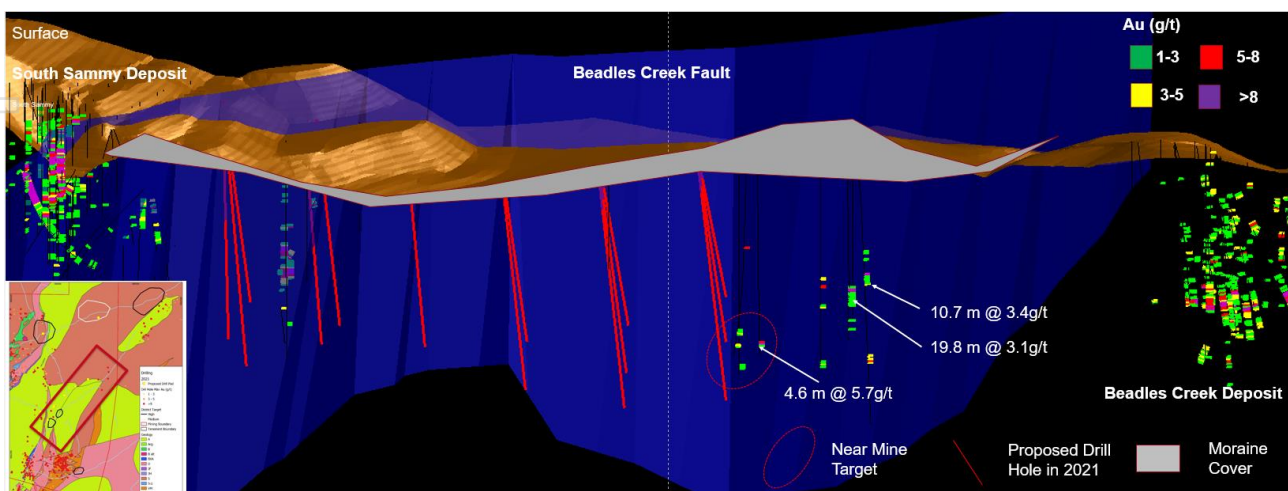 Surface
South Sammy Deposit
Beadles Creek Fault
Au (g/t)
1-3
5-8
3-5
>8
10.7 m @ 3.4g/t
19.8 m @ 3.1g/t
4.6 m @ 5.7g/t
Beadles Creek Deposit
Near Mine
Target
Proposed Drill
Hole in 2021
Moraine
Cover